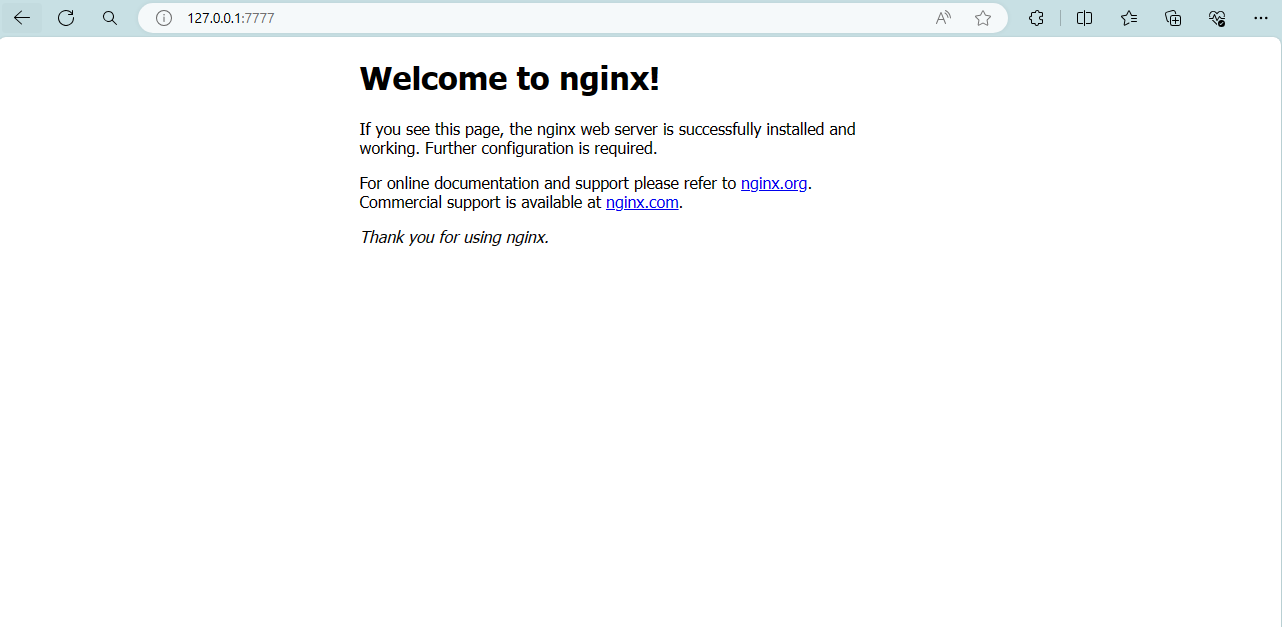 127.0.0.1:7777
Welcome to nginx!
If you see this page, the nginx web server is successfully installed and
working. Further configuration is required.
For online documentation and support please refer to nginx.org.
Commercial support is available at nginx.com.
Thank you for using nginx.